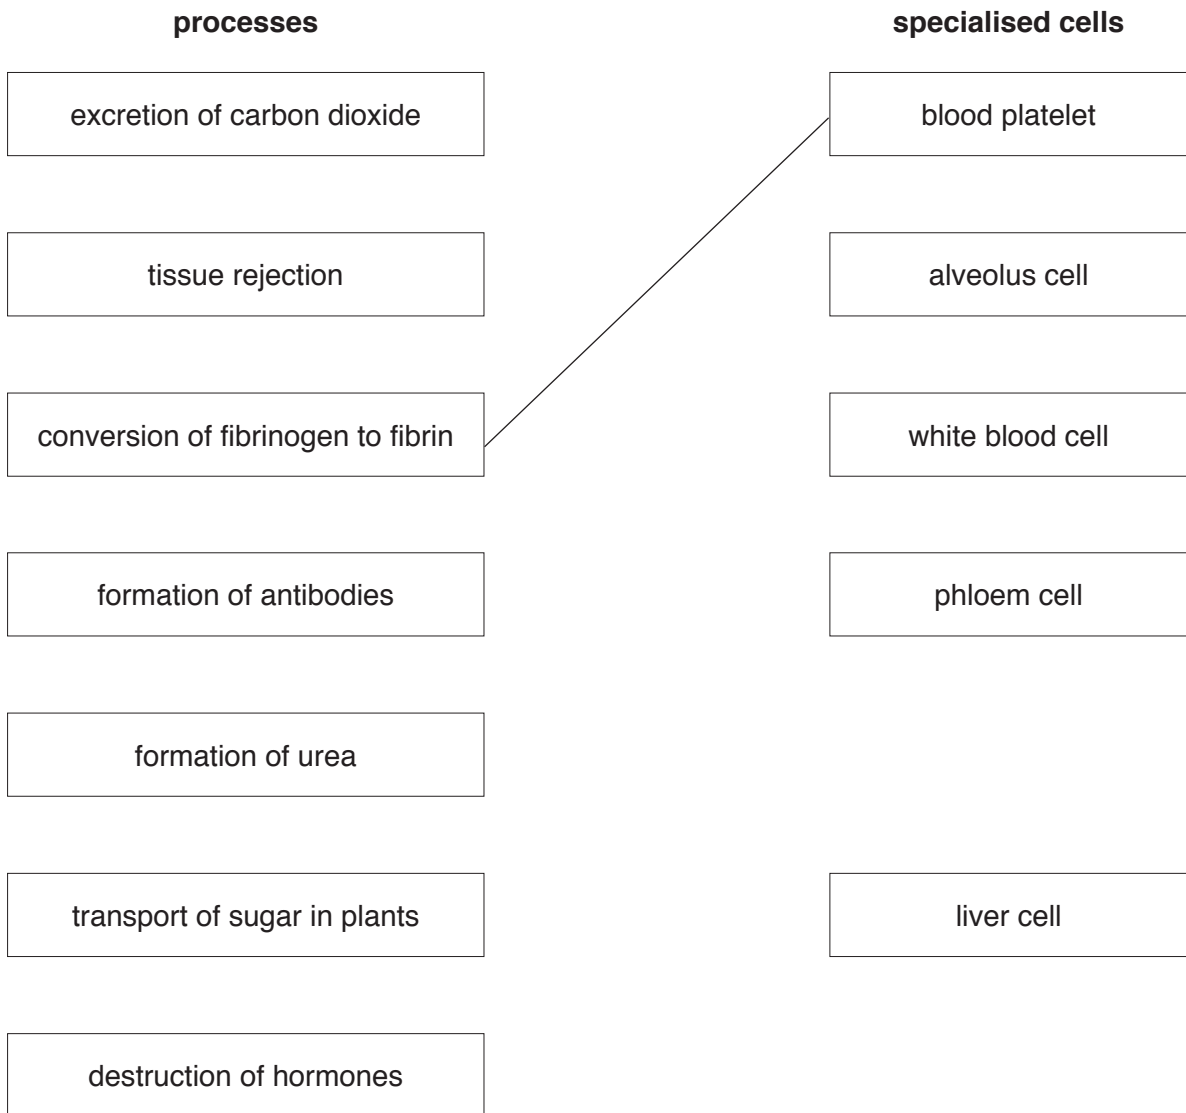 processes
specialised cells
excretion of carbon dioxide
blood platelet
tissue rejection
alveolus cell
conversion of fibrinogen to fibrin
white blood cell
formation of antibodies
phloem cell
formation of urea
transport of sugar in plants
liver cell
destruction of hormones